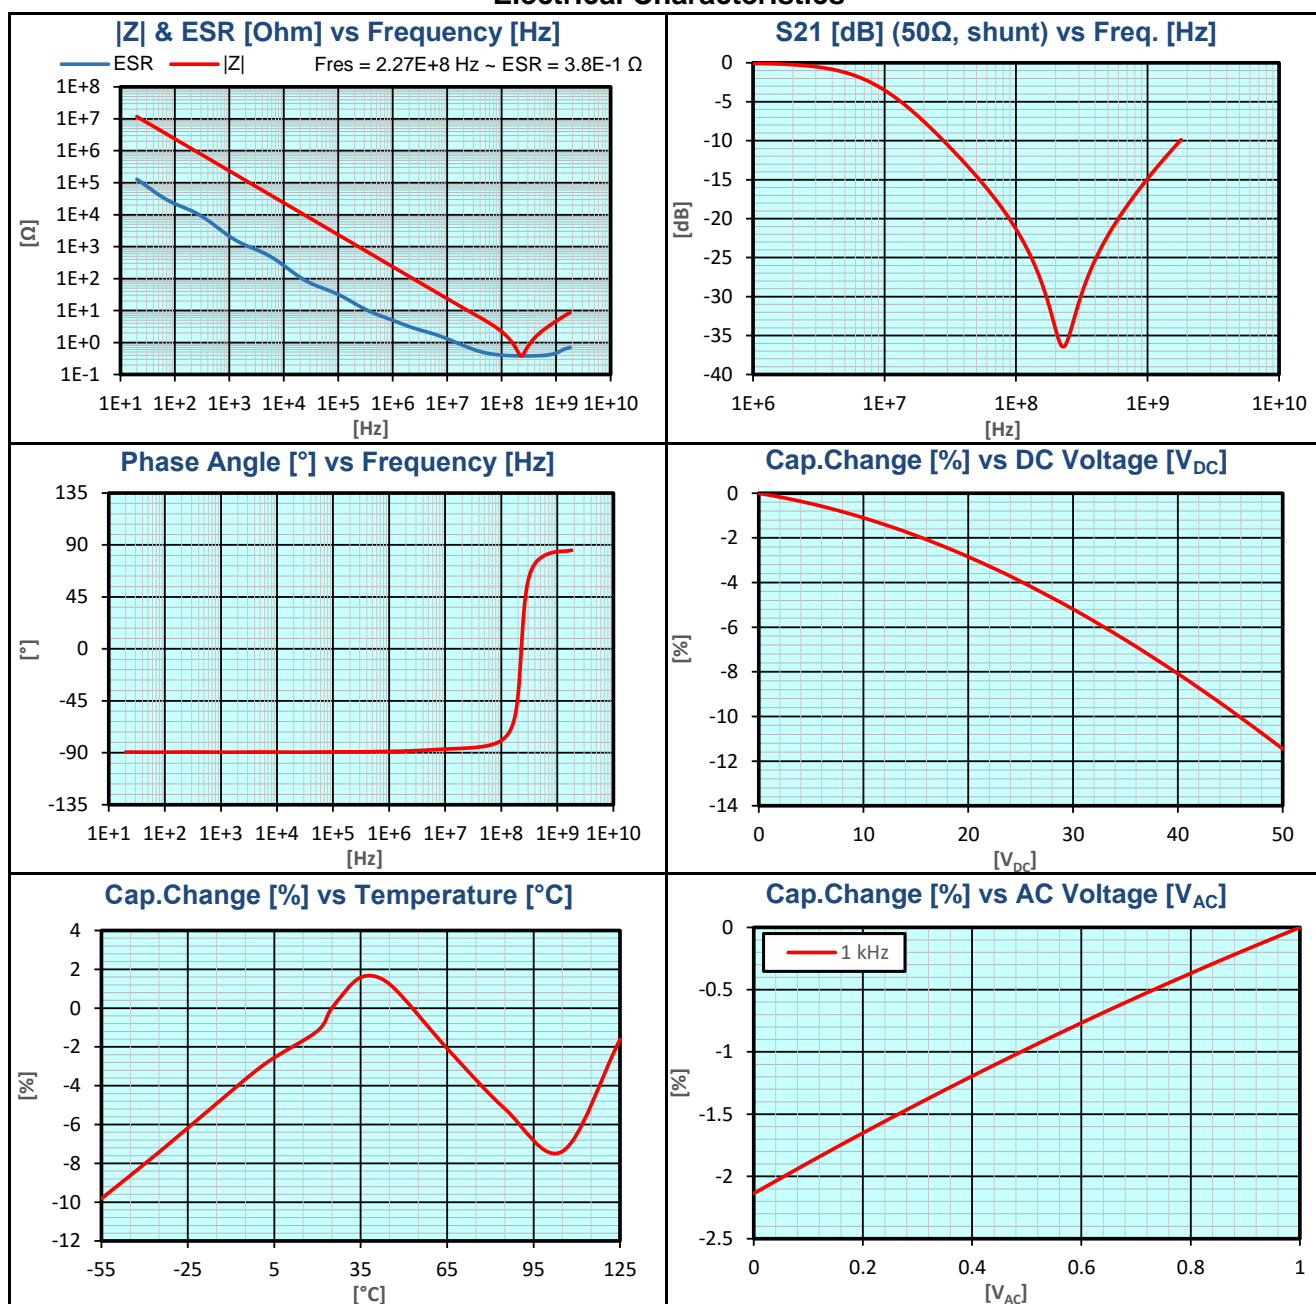 Electrical Characteristics
|Z| & ESR [Ohm] vs Frequency [Hz]
ESR |Z| Fres = 2.27E+8 Hz ~ ESR = 3.8E-1 Ω
1E+8
1E+7
1E+6
1E+5
1E+4
1E+3
1E+2
1E+1
1E+0
1E-1
[Ω]
1E+1 1E+2 1E+3 1E+4 1E+5 1E+6 1E+7 1E+8 1E+9 1E+10
[Hz]
S21 [dB] (50Ω, shunt) vs Freq. [Hz]
0
-5
-10
-15
-20
-25
-30
-35
-40
[dB]
1E+6 1E+7 1E+8 1E+9 1E+10
[Hz]
Phase Angle [°] vs Frequency [Hz]
135
90
45
0
-45
-90
-135
[°]
1E+1 1E+2 1E+3 1E+4 1E+5 1E+6 1E+7 1E+8 1E+9 1E+10
[Hz]
Cap.Change [%] vs DC Voltage [VDC]
0
-2
-4
-6
-8
-10
-12
-14
[%]
0 10 20 30 40 50
[VDC]
Cap.Change [%] vs Temperature [°C]
4
2
0
-2
-4
-6
-8
-10
-12
[%]
-55 -25 5 35 65 95 125
[°C]
Cap.Change [%] vs AC Voltage [VAC]
1 kHz
0
-0.5
-1
-1.5
-2
-2.5
[%]
0 0.2 0.4 0.6 0.8 1
[VAC]